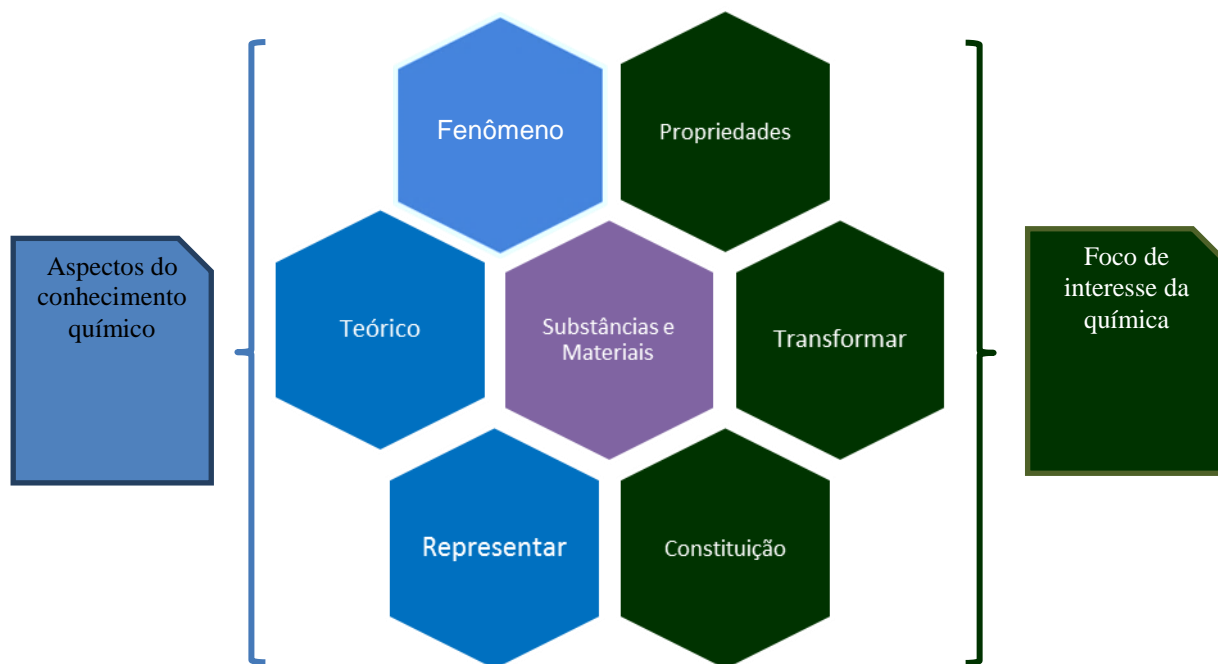 Fenômeno
Propriedades
Aspectos do
conhecimento
químico
Teórico
Substâncias e
Materiais
Transformar
Foco de
interesse da
química
Representar
Constituição